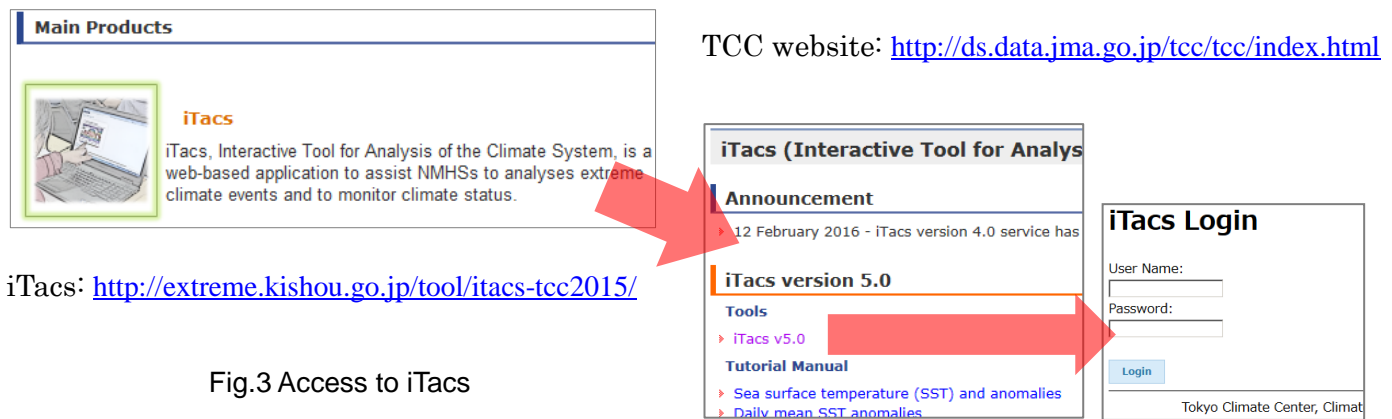 Main Products
iTacs
iTacs, Interactive Tool for Analysis of the Climate System, is a
web-based application to assist NMHSs to analyses extreme
climate events and to monitor climate status.
TCC website: http://ds.data.jma.go.jp/tcc/tcc/index.html
iTacs: http://extreme.kishou.go.jp/tool/itacs-tcc2015/
Fig.3 Access to iTacs
iTacs (Interactive Tool for Analys
Announcement
12 February 2016 - iTacs version 4.0 service has
iTacs version 5.0
Tools
iTacs v5.0
Tutorial Manual
Sea surface temperature (SST) and anomalies
Daily mean SST anomalies
iTacs Login
User Name:
Password:
Login
Tokyo Climate Center, Climat